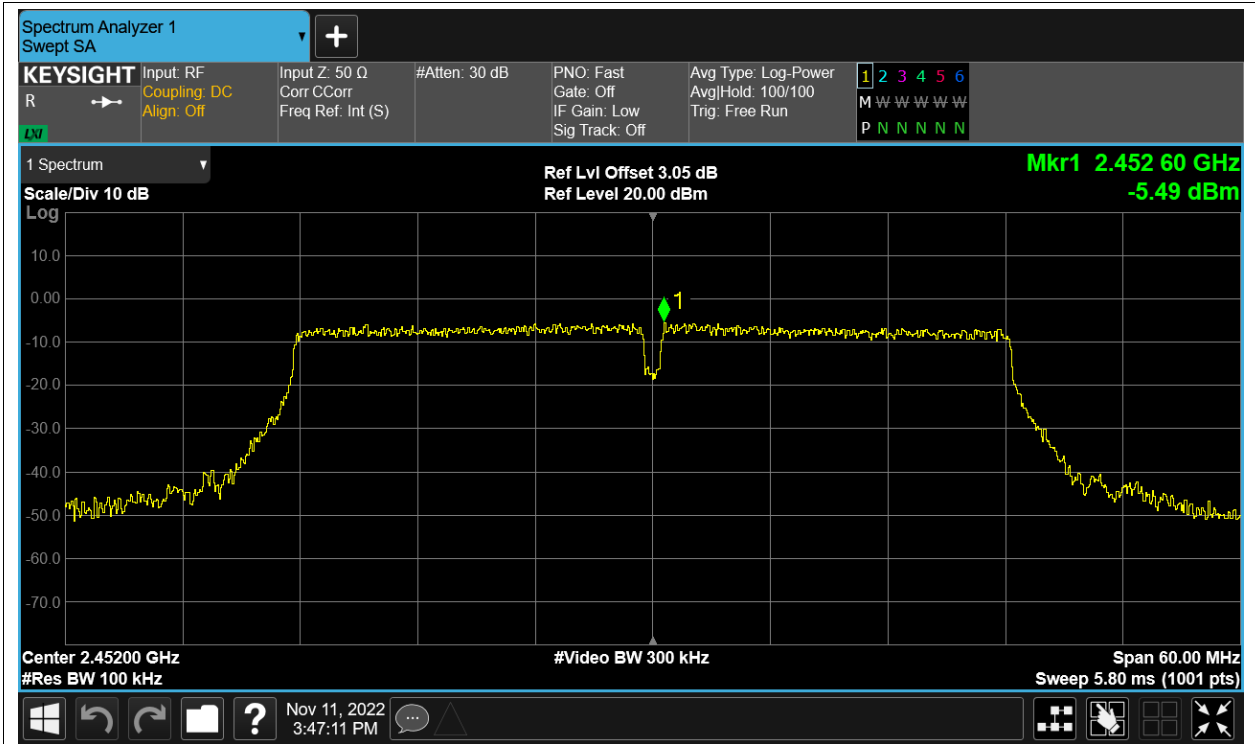 Spectrum Analyzer 1
Swept SA
KEYSIGHT
R
LXI
Input: RF
Coupling: DC
Align: Off
Input Z: 50 Ω
Corr CCorr
Freq Ref: Int (S)
#Atten: 30 dB
PNO: Fast
Gate: Off
IF Gain: Low
Sig Track: Off
Avg Type: Log-Power
Avg|Hold: 100/100
Trig: Free Run
1 2 3 4 5 6
M W W W W W
P N N N N N
1 Spectrum
Scale/Div 10 dB
Log
Ref Lvl Offset 3.05 dB
Ref Level 20.00 dBm
Mkr1 2.452 60 GHz
-5.49 dBm
10.0
0.00
-10.0
-20.0
-30.0
-40.0
-50.0
-60.0
-70.0
1
Center 2.45200 GHz
#Res BW 100 kHz
#Video BW 300 kHz
Span 60.00 MHz
Sweep 5.80 ms (1001 pts)
?
Nov 11, 2022
3:47:11 PM